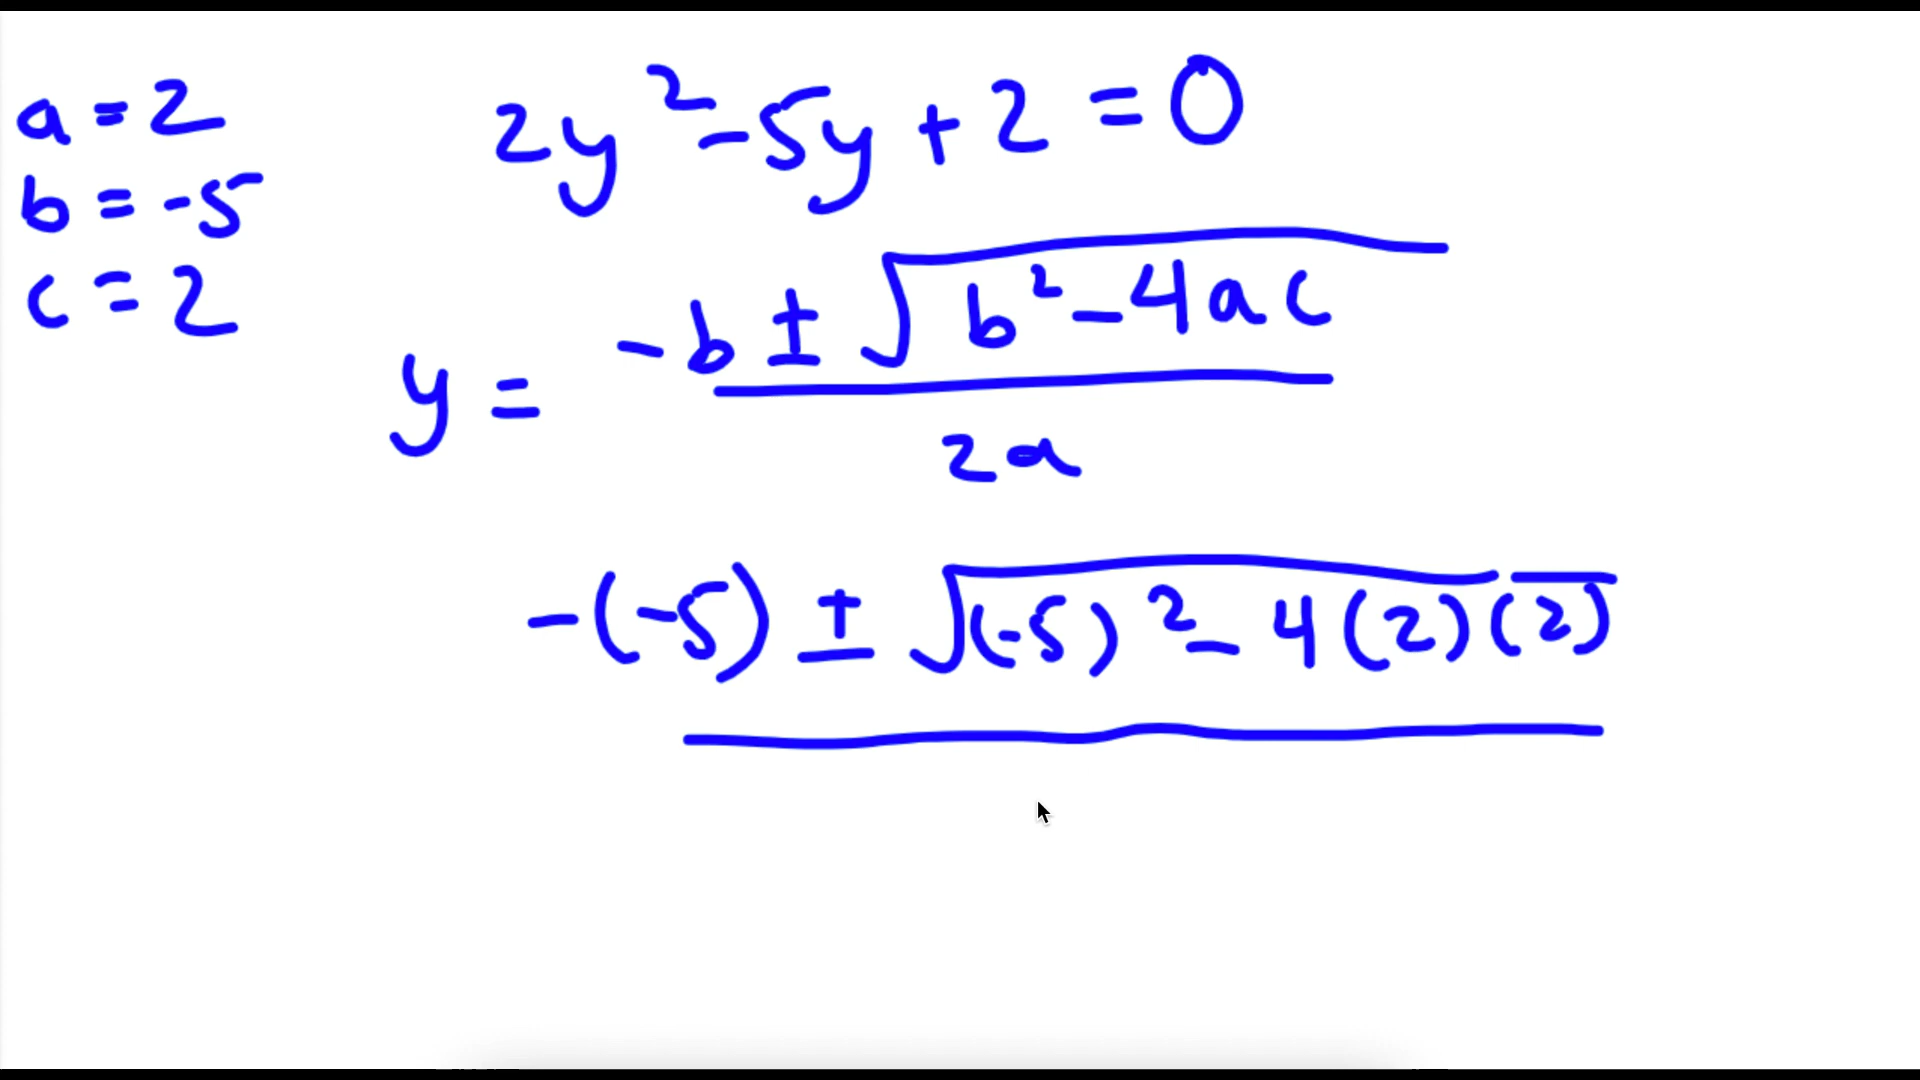 a = 2
b = -5
c = 2
2y² - 5y + 2 = 0
y = -b ± √(b² - 4ac)
2a
-(-5) ± √(-5)² - 4(2)(2)